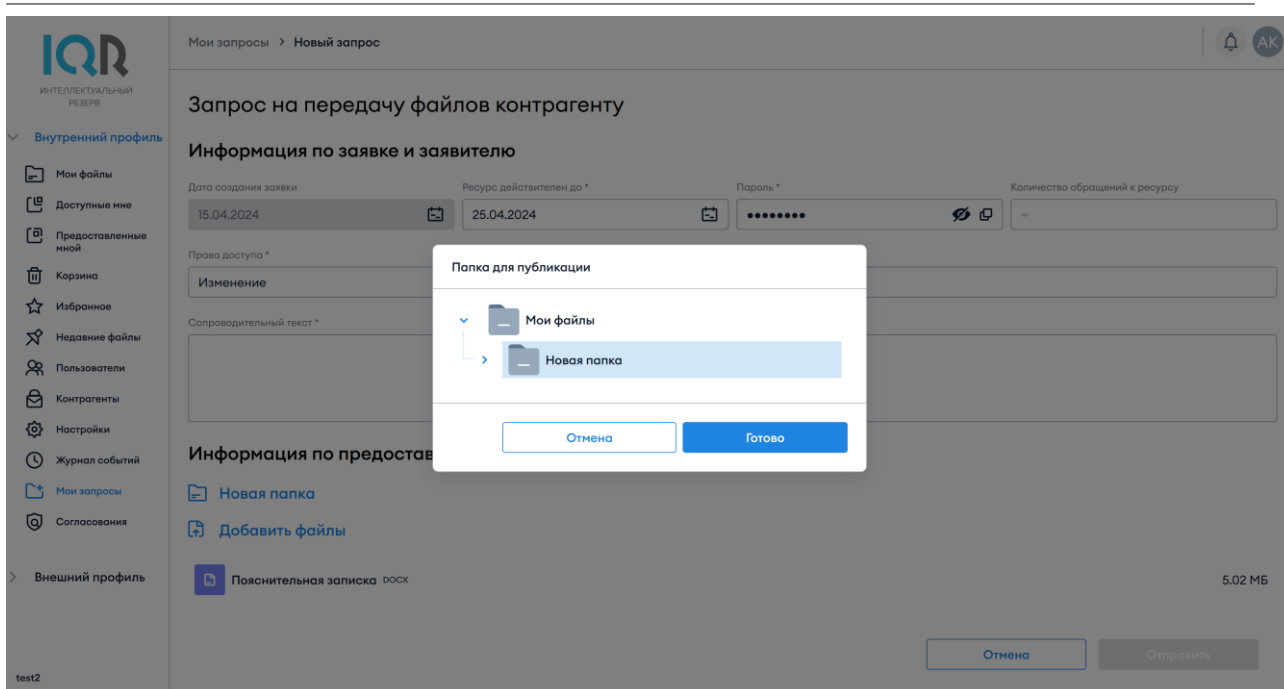 IQR
ИНТЕЛЛЕКТУАЛЬНЫЙ
РЕЗЕРВ
Внутренний профиль
Мои файлы
Доступные мне
Предоставленные
мной
Корзина
Избранное
Недавние файлы
Пользователи
Контрагенты
Настройки
Журнал событий
Мои запросы
Согласования
Внешний профиль
test2
Мои запросы > Новый запрос
АК
Запрос на передачу файлов контрагенту
Информация по заявке и заявителю
Дата создания заявки
Ресурс действителен до *
Пароль *
Количество обращений к ресурсу
15.04.2024
25.04.2024
••••••••
∞
Права доступа *
Изменение
Сопроводительный текст *
Папка для публикации
Мои файлы
Новая папка
Отмена
Готово
Информация по предостав
Новая папка
Добавить файлы
Пояснительная записка DOCX
5.02 МБ
Отмена
Отправить